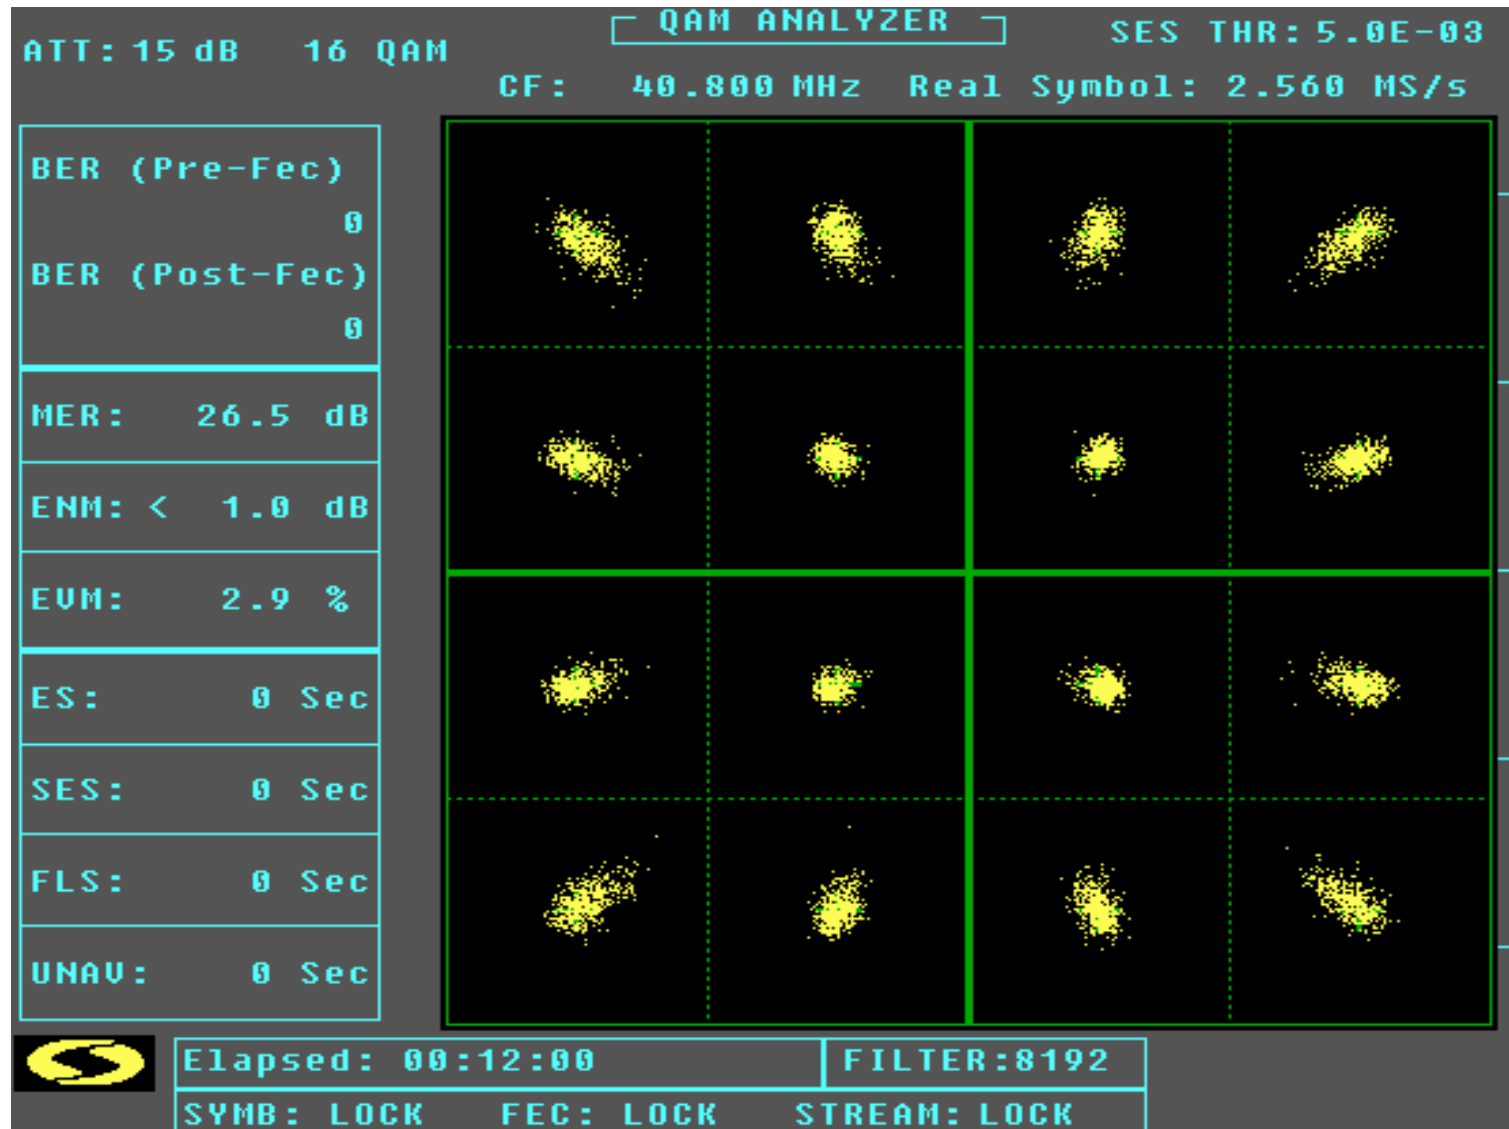 QAM ANALYZER
ATT: 15 dB 16 QAM
SES THR: 5.0E-03
CF: 40.800 MHz Real Symbol: 2.560 MS/s
BER (Pre-Fec)
0
BER (Post-Fec)
0
MER: 26.5 dB
ENM: < 1.0 dB
EVM: 2.9 %
ES: 0 Sec
SES: 0 Sec
FLS: 0 Sec
UNAV: 0 Sec
Elapsed: 00:12:00 FILTER:8192
SYMB: LOCK FEC: LOCK STREAM: LOCK